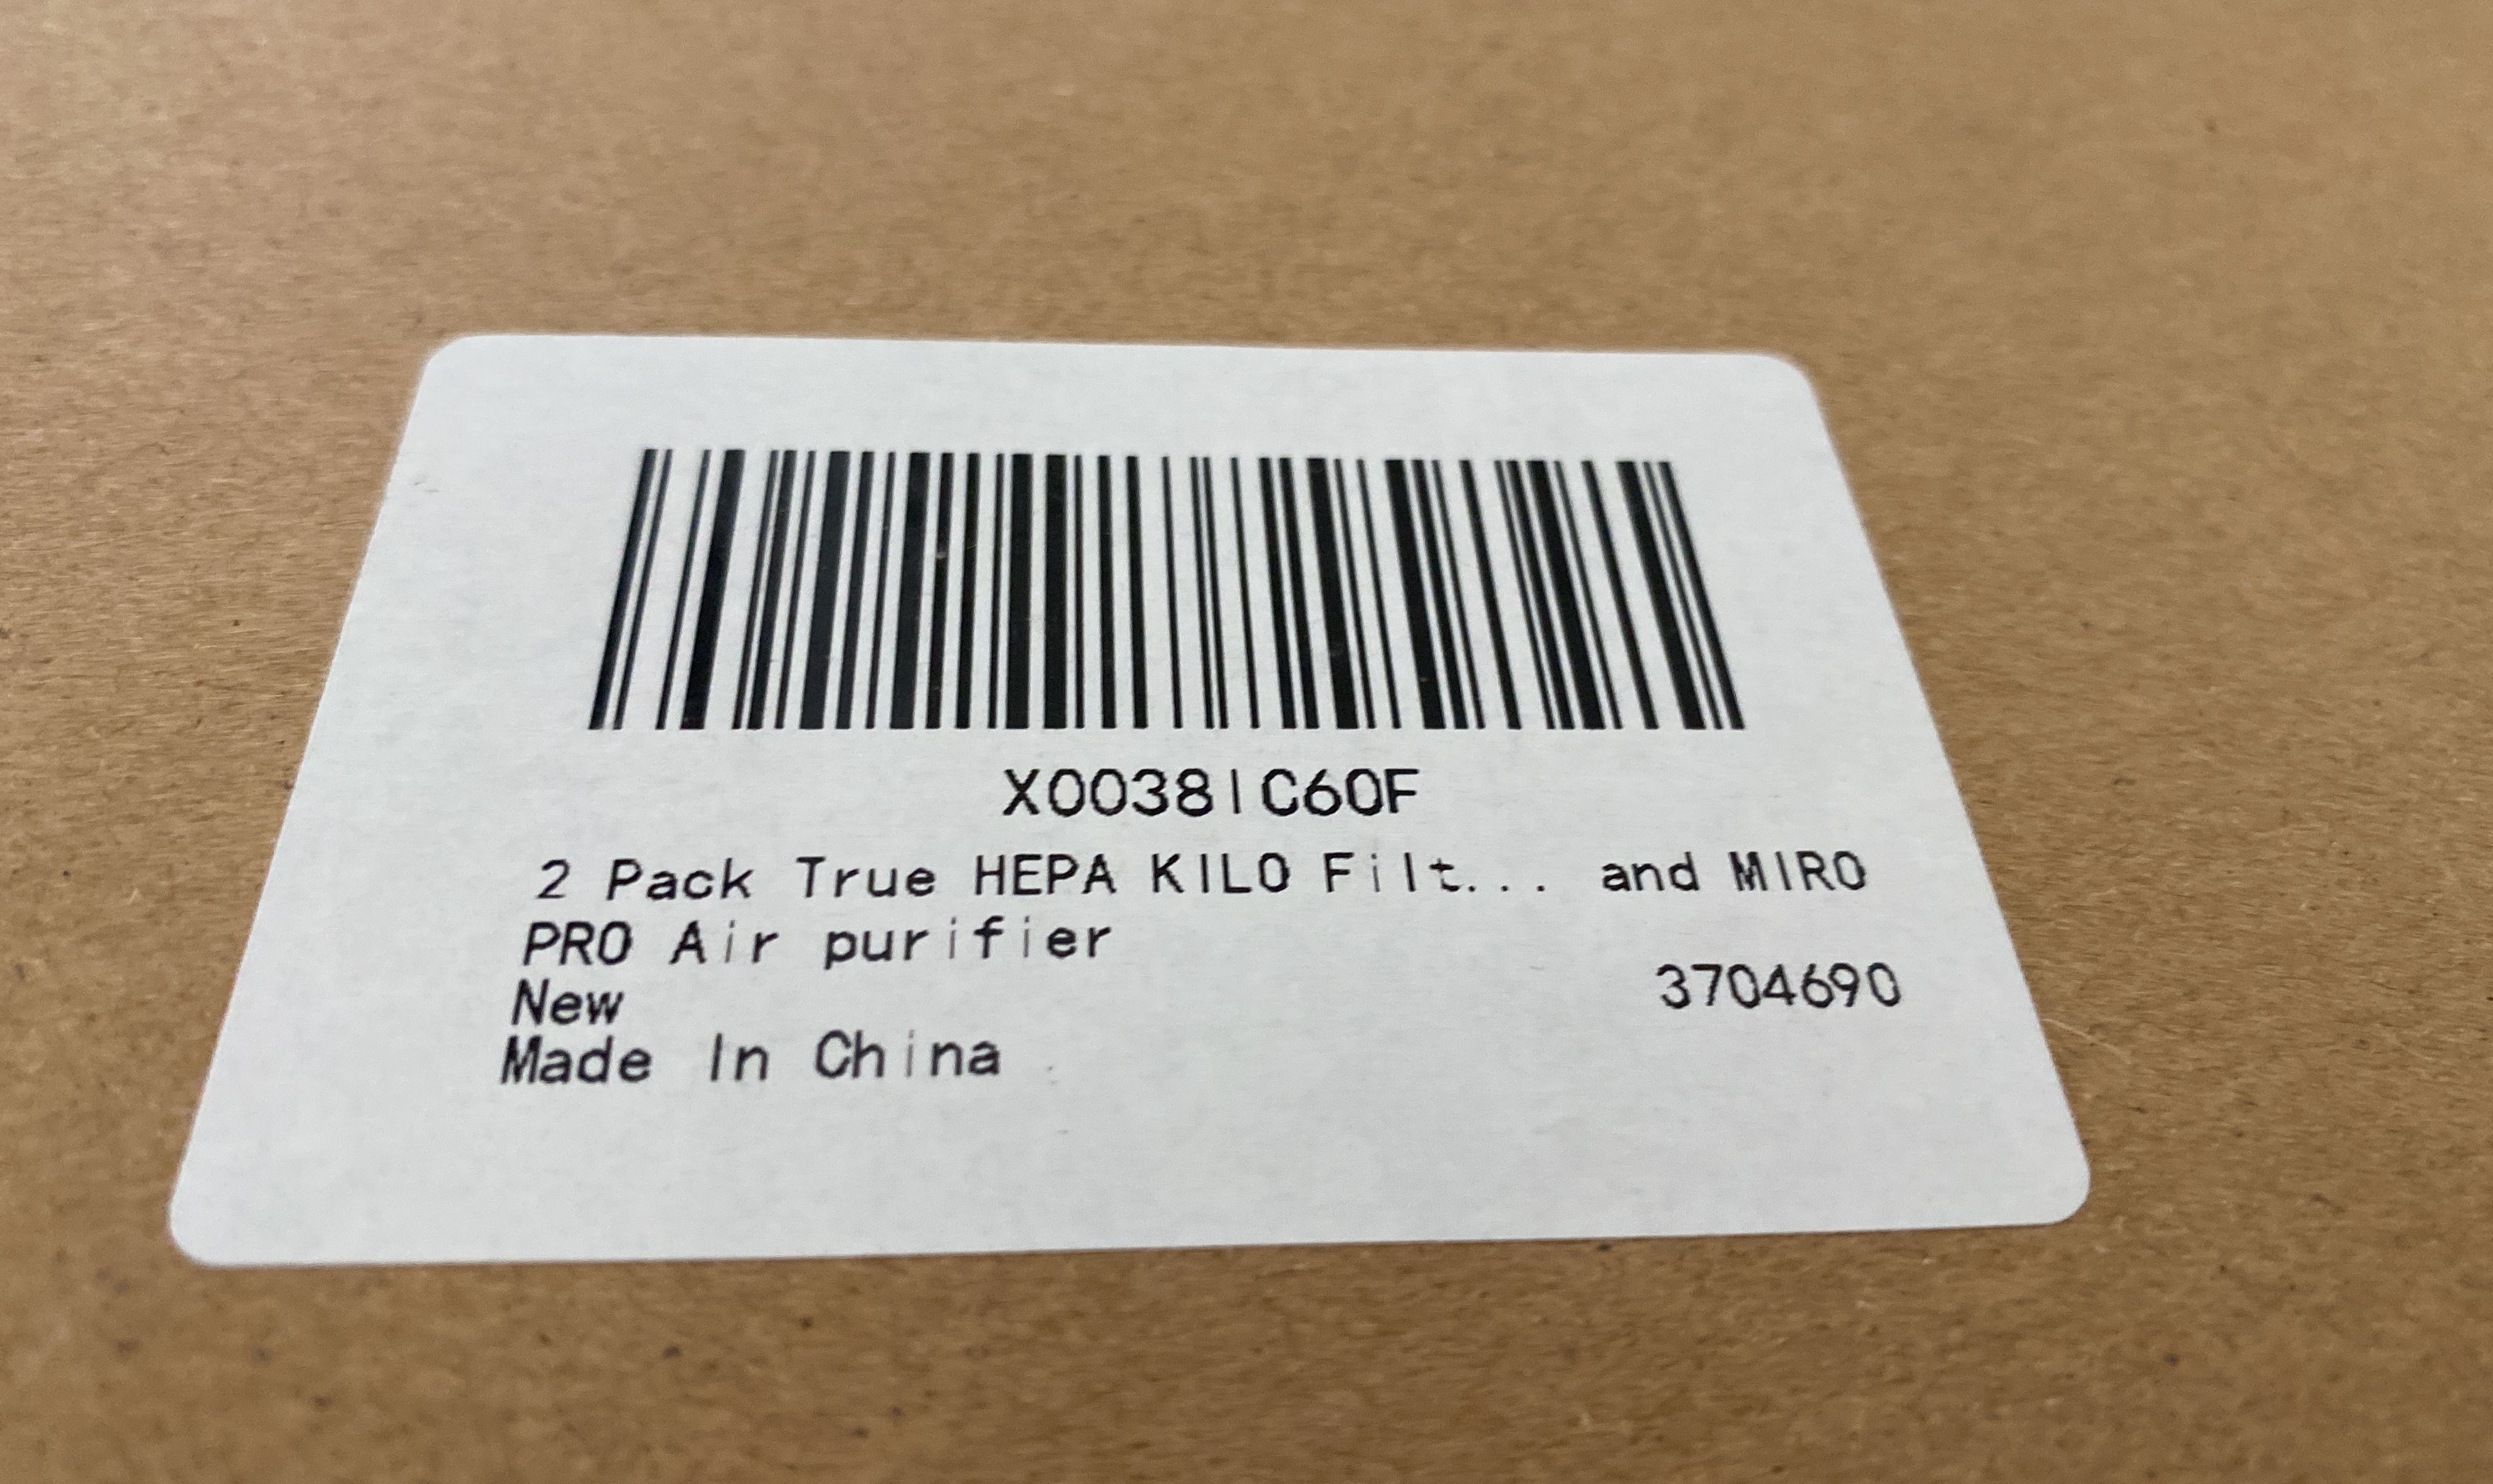 X00381C60F
2 Pack True HEPA KILO Filt... and MIRO
PRO Air purifier
New
3704690
Made In China